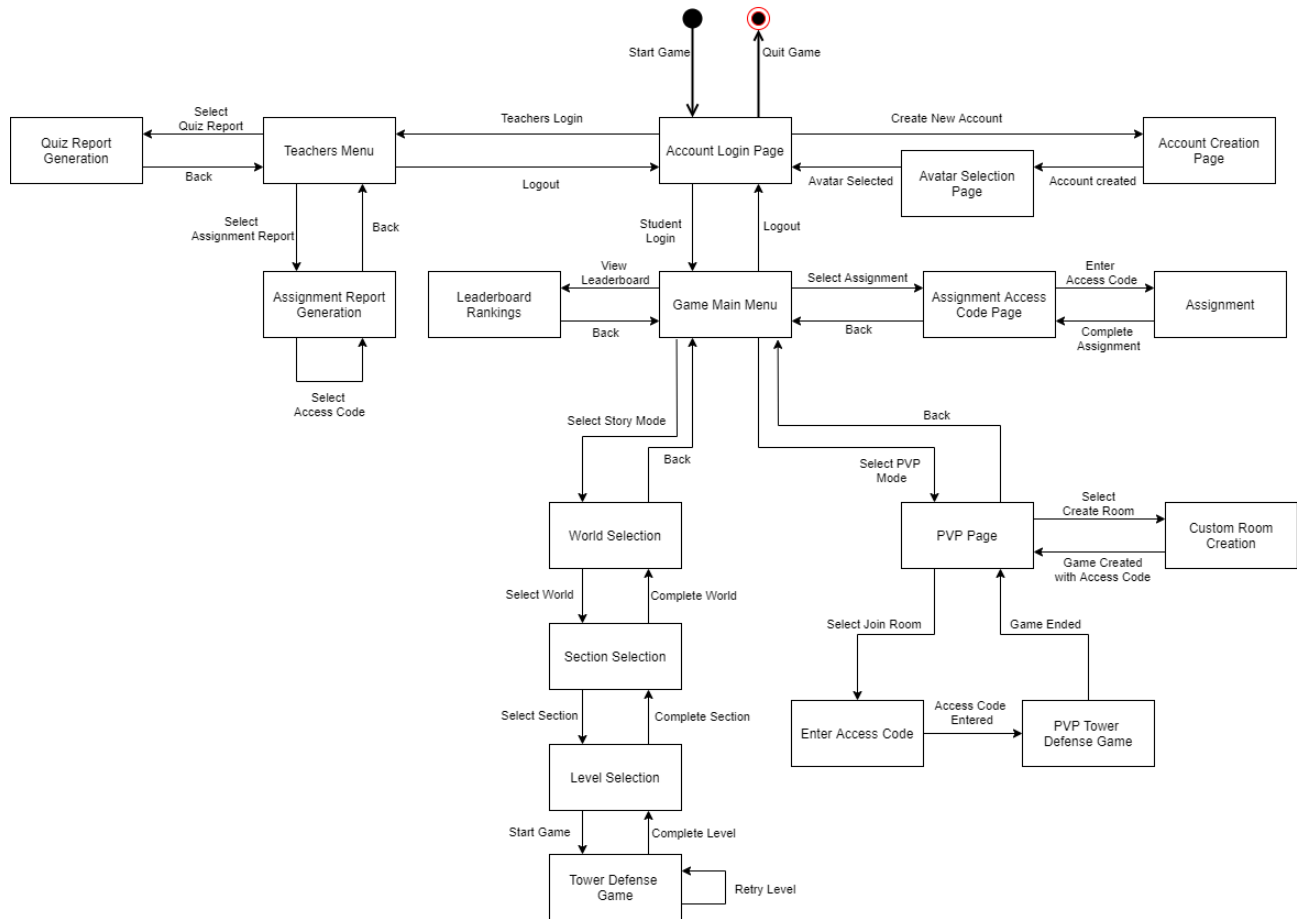 Start Game
Quit Game
Select
Quiz Report
Teachers Login
Create New Account
Quiz Report
Generation
Teachers Menu
Account Login Page
Account Creation
Page
Avatar Selection
Page
Back
Logout
Avatar Selected
Account created
Select
Assignment Report
Back
Student
Login
Logout
View
Leaderboard
Select Assignment
Enter
Access Code
Assignment Report
Generation
Leaderboard
Rankings
Game Main Menu
Assignment Access
Code Page
Assignment
Back
Back
Complete
Assignment
Select
Access Code
Select Story Mode
Back
Back
Select PVP
Mode
Select
Create Room
World Selection
PVP Page
Custom Room
Creation
Game Created
with Access Code
Select World
Complete World
Select Join Room
Game Ended
Section Selection
Select Section
Complete Section
Access Code
Entered
Enter Access Code
PVP Tower
Defense Game
Level Selection
Start Game
Complete Level
Tower Defense
Game
Retry Level